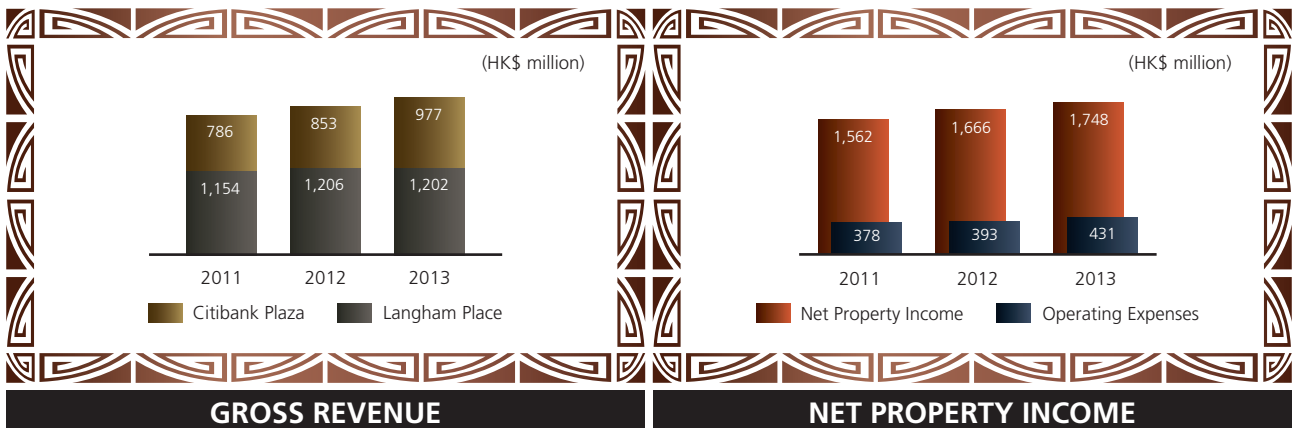 (HK$ million)
786
853
977
1,154
1,206
1,202
2011
2012
2013
Citibank Plaza
Langham Place
GROSS REVENUE
(HK$ million)
1,562
1,666
1,748
378
393
431
2011
2012
2013
Net Property Income
Operating Expenses
NET PROPERTY INCOME